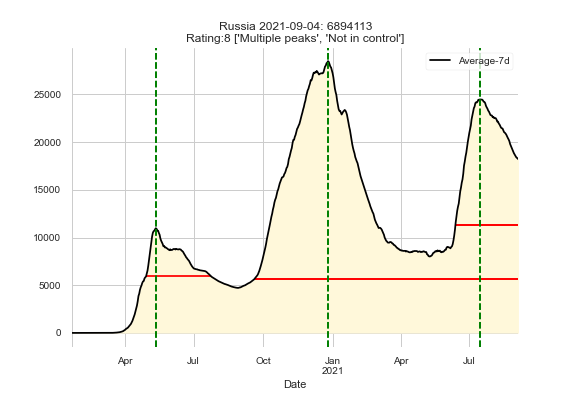 Russia 2021-09-04: 6894113
Rating:8 ['Multiple peaks', 'Not in control']
Average-7d
25000
20000
15000
10000
5000
0
Apr
Jul
Oct
Jan
2021
Apr
Jul
Date